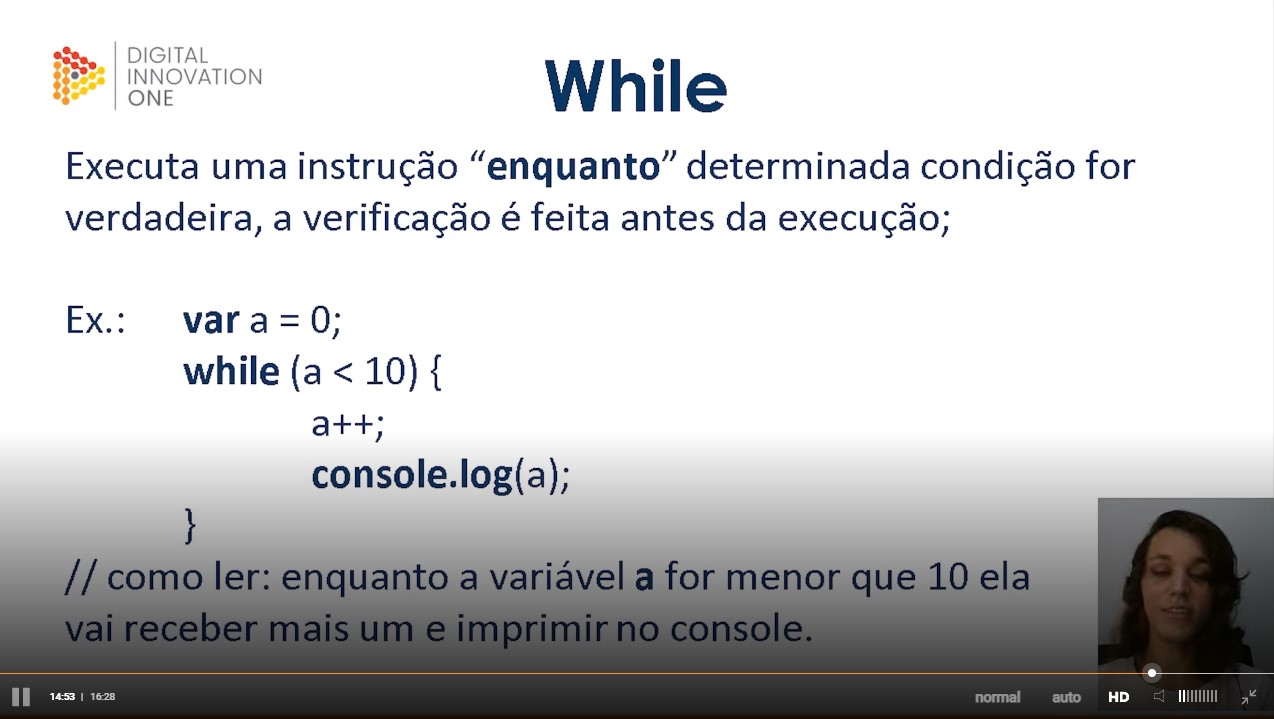 DIGITAL
INNOVATION
ONE
While
Executa uma instrução “enquanto” determinada condição for
verdadeira, a verificação é feita antes da execução;
Ex.: var a = 0;
while (a < 10) {
a++;
console.log(a);
}
// como ler: enquanto a variável a for menor que 10 ela
vai receber mais um e imprimir no console.
14:53 | 16:28 normal auto HD